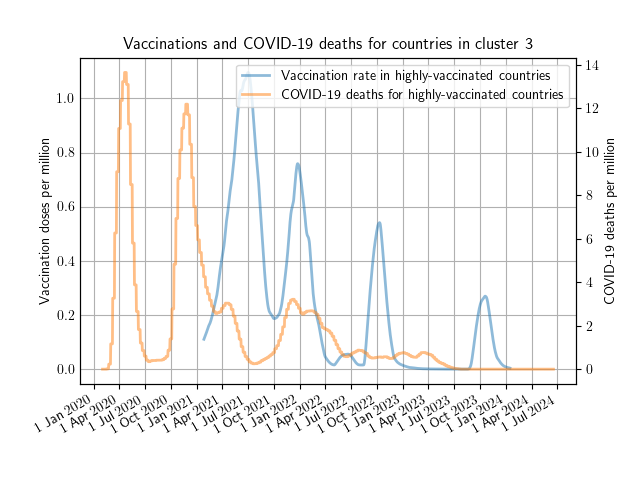 Vaccinations and COVID-19 deaths for countries in cluster 3
Vaccination rate in highly-vaccinated countries
COVID-19 deaths for highly-vaccinated countries
Vaccination doses per million
1.0
0.8
0.6
0.4
0.2
0.0
14
12
10
8
6
4
2
0
COVID-19 deaths per million
1 Jan 2020
1 Apr 2020
1 Jul 2020
1 Oct 2020
1 Jan 2021
1 Apr 2021
1 Jul 2021
1 Oct 2021
1 Jan 2022
1 Apr 2022
1 Jul 2022
1 Oct 2022
1 Jan 2023
1 Apr 2023
1 Jul 2023
1 Oct 2023
1 Jan 2024
1 Apr 2024
1 Jul 2024